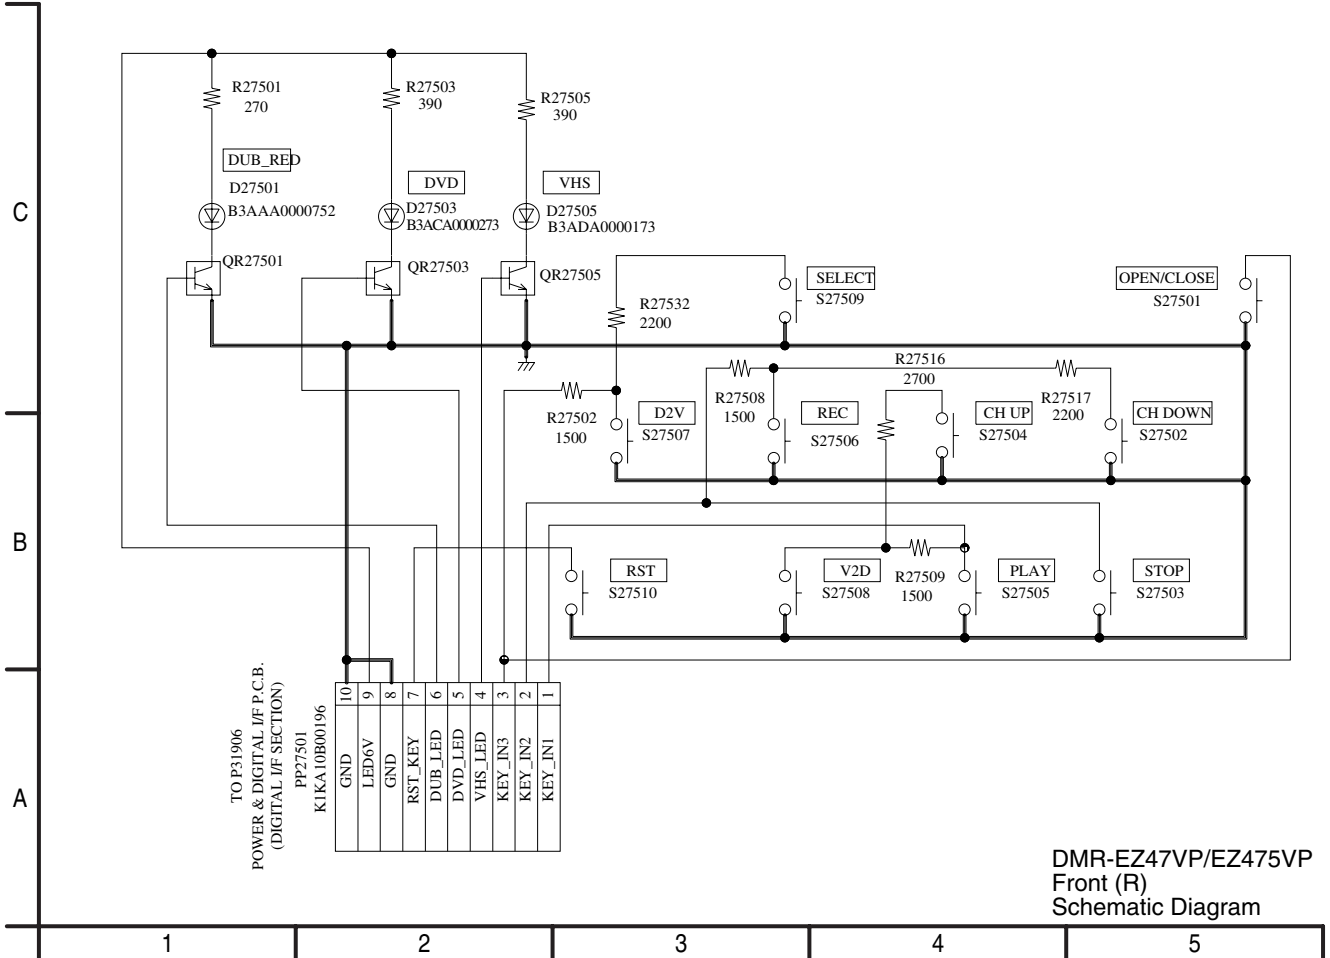 R27501
270
R27503
390
R27505
390
DUB_RED
D27501
B3AAA0000752
DVD
D27503
B3ACA0000273
VHS
D27505
B3ADA0000173
C
QR27501
QR27503
QR27505
SELECT
S27509
OPEN/CLOSE
S27501
R27532
2200
R27516
2700
R27502
1500
D2V
S27507
R27508
1500
REC
S27506
CH UP
S27504
R27517
2200
CH DOWN
S27502
B
RST
S27510
V2D
S27508
R27509
1500
PLAY
S27505
STOP
S27503
A
TO P31906
POWER & DIGITAL I/F P.C.B.
(DIGITAL I/F SECTION)
PP27501
K1KA10B00196
10 GND
9 LED6V
8 GND
7 RST_KEY
6 DUB_LED
5 DVD_LED
4 VHS_LED
3 KEY_IN3
2 KEY_IN2
1 KEY_IN1
DMR-EZ47VP/EZ475VP
Front (R)
Schematic Diagram
1 2 3 4 5